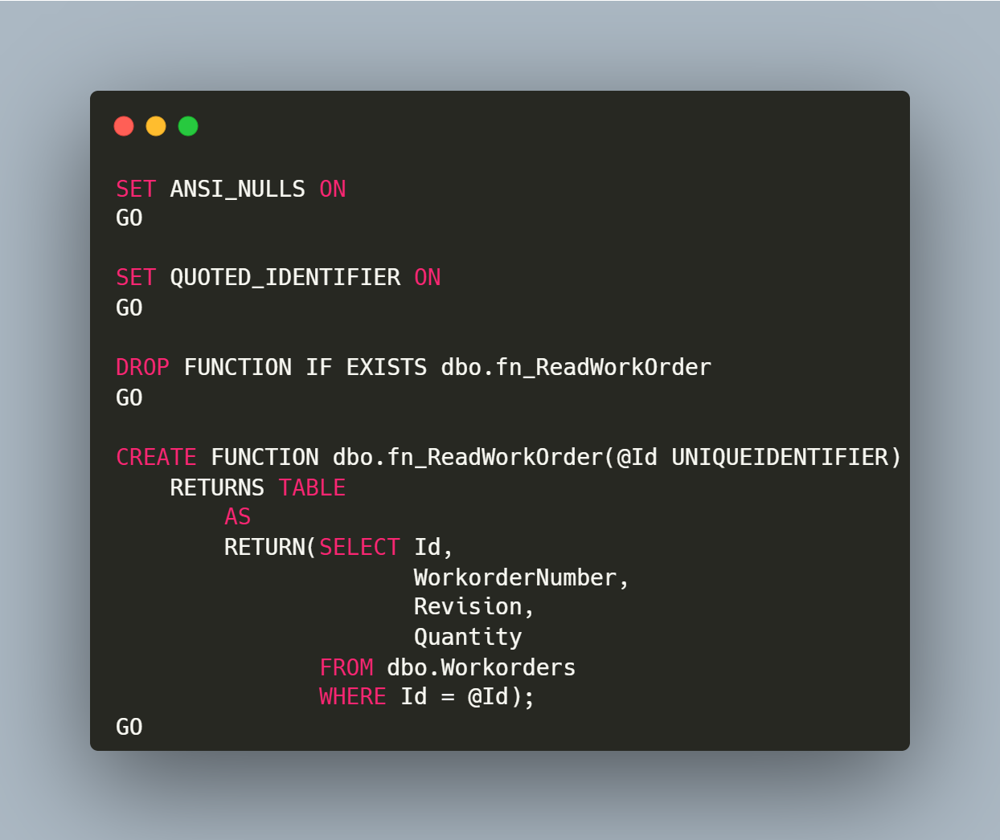 SET ANSI_NULLS ON
GO
SET QUOTED_IDENTIFIER ON
GO
DROP FUNCTION IF EXISTS dbo.fn_ReadWorkOrder
GO
CREATE FUNCTION dbo.fn_ReadWorkOrder(@Id UNIQUEIDENTIFIER)
RETURNS TABLE
AS
RETURN(SELECT Id,
WorkorderNumber,
Revision,
Quantity
FROM dbo.Workorders
WHERE Id = @Id);
GO